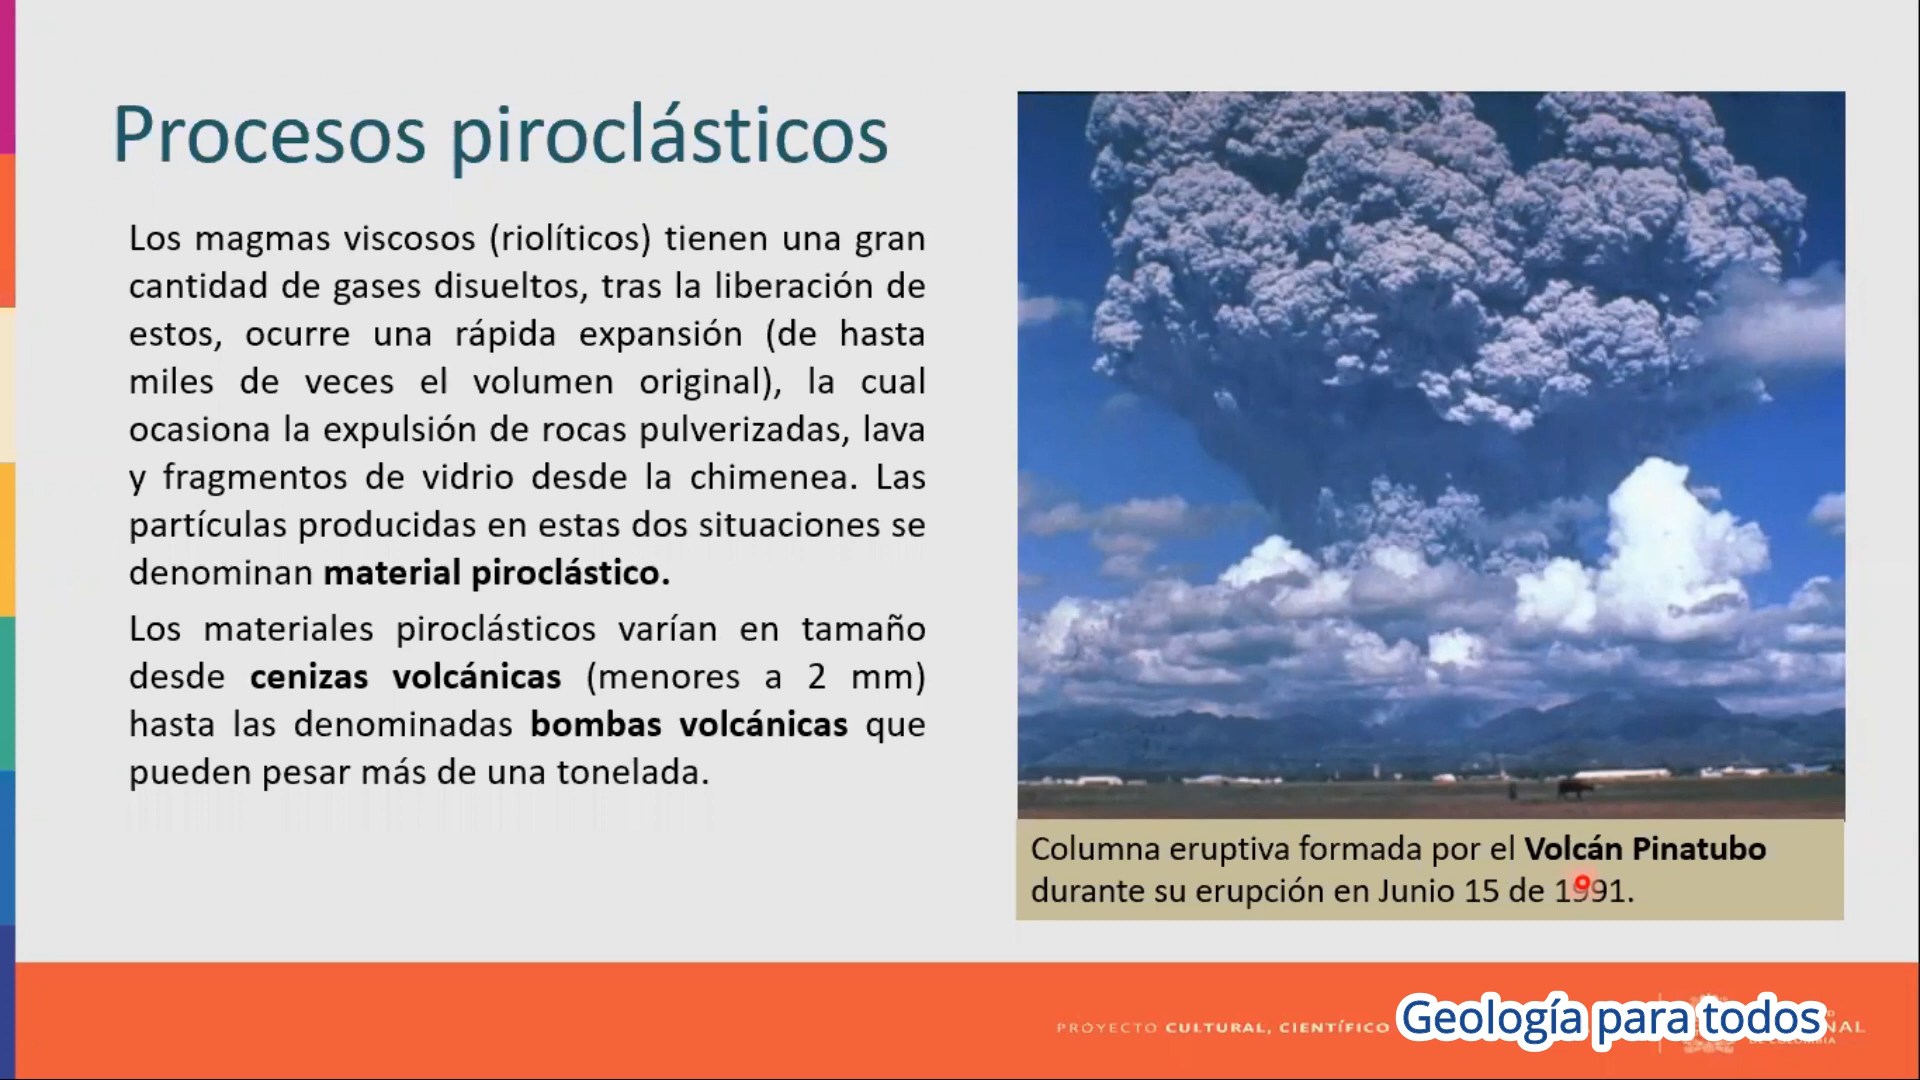 Procesos piroclásticos
Los magmas viscosos (riolíticos) tienen una gran
cantidad de gases disueltos, tras la liberación de
estos, ocurre una rápida expansión (de hasta
miles de veces el volumen original), la cual
ocasiona la expulsión de rocas pulverizadas, lava
y fragmentos de vidrio desde la chimenea. Las
partículas producidas en estas dos situaciones se
denominan material piroclástico.
Los materiales piroclásticos varían en tamaño
desde cenizas volcánicas (menores a 2 mm)
hasta las denominadas bombas volcánicas que
pueden pesar más de una tonelada.
Columna eruptiva formada por el Volcán Pinatubo
durante su erupción en Junio 15 de 1991.
PROYECTO CULTURAL, CIENTÍFICO
Geología para todos
DE COLOMBIA